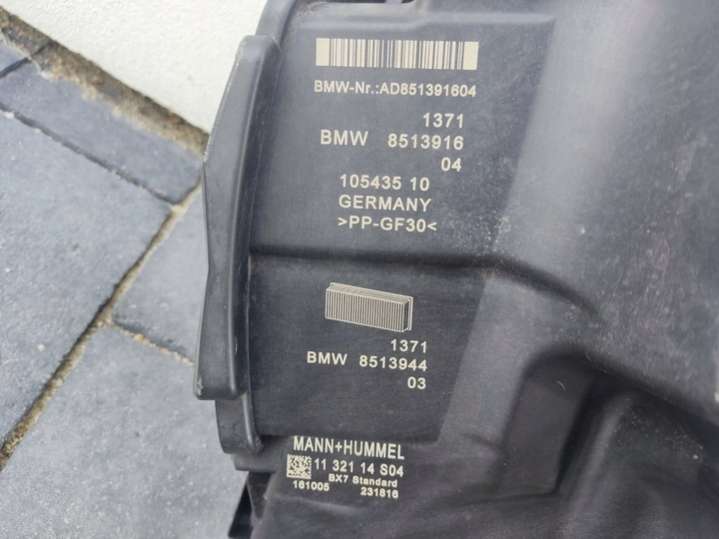 BMW-Nr.:AD851391604
1371
BMW 8513916
04
105435 10
GERMANY
>PP-GF30<
1371
BMW 8513944
03
MANN+HUMMEL
11 321 14 S04
BX7 Standard
161005 231816